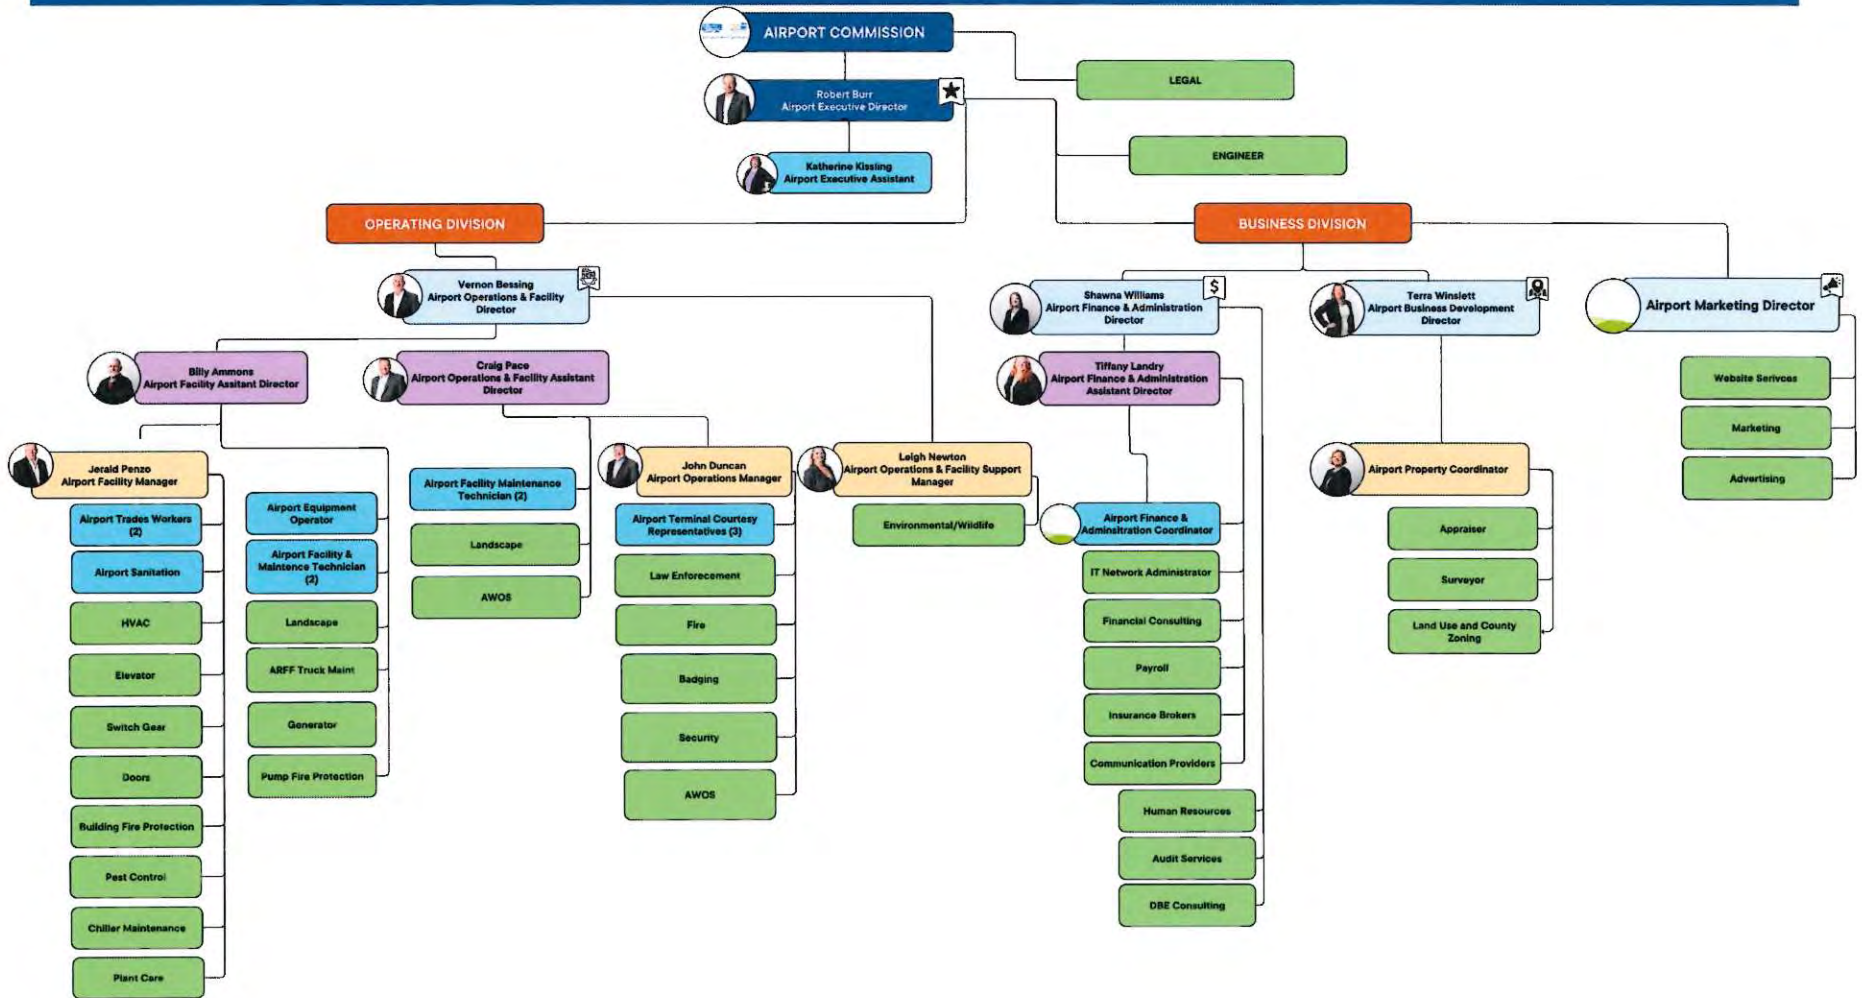 AIRPORT COMMISSION
LEGAL
Robert Burr
Airport Executive Director
ENGINEER
Katherine Kissling
Airport Executive Assistant
OPERATING DIVISION
BUSINESS DIVISION
Vernon Bessing
Airport Operations & Facility
Director
$
Shawna Williams
Airport Finance & Administration
Director
Terra Winslett
Airport Business Development
Director
Airport Marketing Director
Billy Ammons
Airport Facility Assitant Director
Craig Pace
Airport Operations & Facility Assistant
Director
Tiffany Landry
Airport Finance & Administration
Assistant Director
Website Serivces
Marketing
Advertising
Jerald Penzo
Airport Facility Manager
Airport Trades Workers
(2)
Airport Sanitation
HVAC
Elevator
Switch Gear
Doors
Building Fire Protection
Pest Control
Chiller Maintenance
Plant Care
Airport Equipment
Operator
Airport Facility &
Maintence Technician
(2)
Landscape
ARFF Truck Maint
Generator
Pump Fire Protection
Airport Facility Maintenance
Technician (2)
Landscape
AWOS
John Duncan
Airport Operations Manager
Airport Terminal Courtesy
Representatives (3)
Law Enforecement
Fire
Badging
Security
AWOS
Leigh Newton
Airport Operations & Facility Support
Manager
Environmental/Wildlife
Airport Finance &
Adminsitration Coordinator
IT Network Administrator
Financial Consulting
Payroll
Insurance Brokers
Communication Providers
Human Resources
Audit Services
DBE Consulting
Airport Property Coordinator
Appraiser
Surveyor
Land Use and County
Zoning